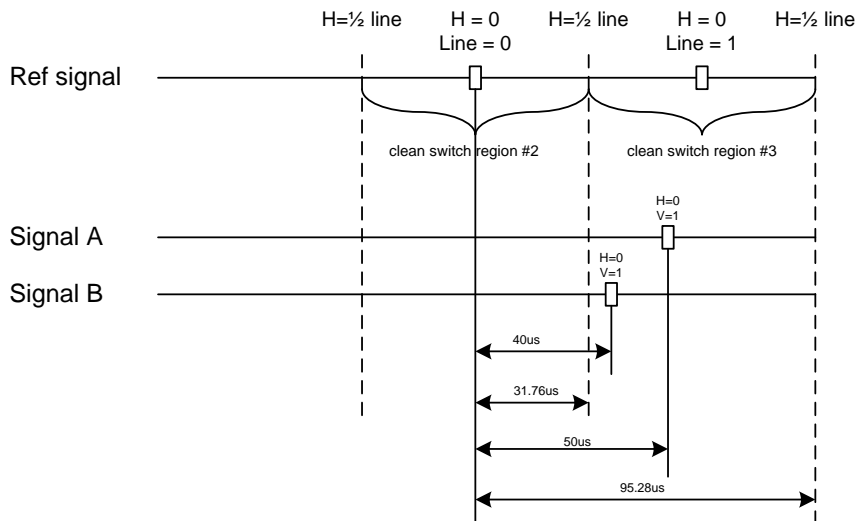 H=½ line
H = 0
Line = 0
H=½ line
H = 0
Line = 1
H=½ line
Ref signal
clean switch region #2
clean switch region #3
H=0
V=1
Signal A
H=0
V=1
Signal B
40us
31.76us
50us
95.28us